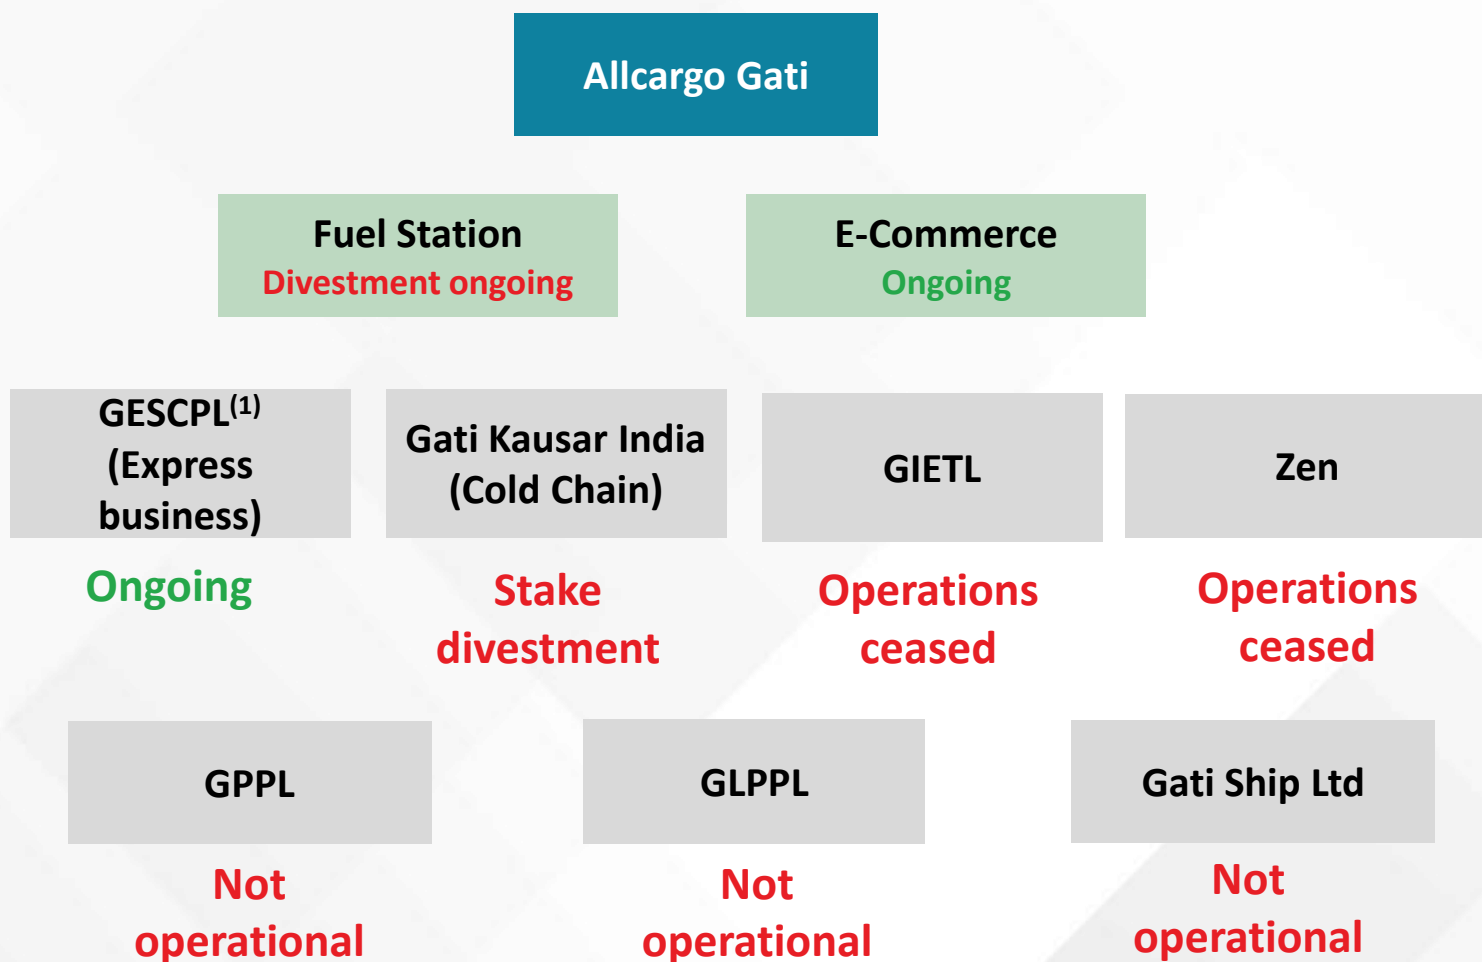 Allcargo Gati
Fuel Station
Divestment ongoing
E-Commerce
Ongoing
GESCPL(1)
(Express
business)
Ongoing
Gati Kausar India
(Cold Chain)
Stake
divestment
GIETL
Operations
ceased
Zen
Operations
ceased
GPPL
Not
operational
GLPPL
Not
operational
Gati Ship Ltd
Not
operational